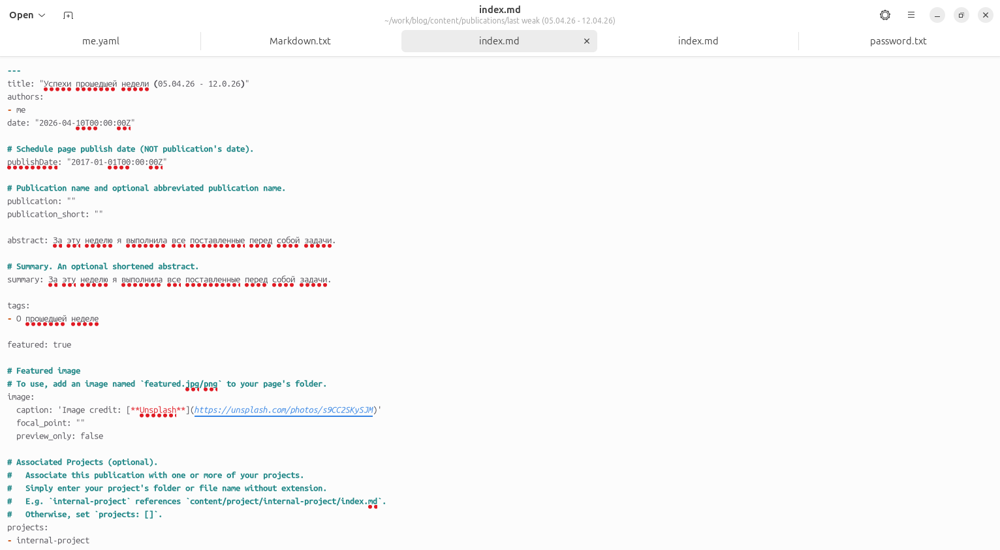 Open
index.md
~/work/blog/content/publications/last weak (05.04.26 - 12.04.26)
me.yaml
Markdown.txt
index.md
index.md
password.txt
---
title: "Успехи прошедшей недели (05.04.26 - 12.0.26)"
authors:
- me
date: "2026-04-10T00:00:00Z"
# Schedule page publish date (NOT publication's date).
publishDate: "2017-01-01T00:00:00Z"
# Publication name and optional abbreviated publication name.
publication: ""
publication_short: ""
abstract: За эту неделю я выполнила все поставленные перед собой задачи.
# Summary. An optional shortened abstract.
summary: За эту неделю я выполнила все поставленные перед собой задачи.
tags:
- О прошедшей неделе
featured: true
# Featured image
# To use, add an image named `featured.jpg/png` to your page's folder.
image:
  caption: 'Image credit: [**Unsplash**](https://unsplash.com/photos/s9CC2SKySJM)'
  focal_point: ""
  preview_only: false
# Associated Projects (optional).
#   Associate this publication with one or more of your projects.
#   Simply enter your project's folder or file name without extension.
#   E.g. `internal-project` references `content/project/internal-project/index.md`.
#   Otherwise, set `projects: []`.
projects:
- internal-project